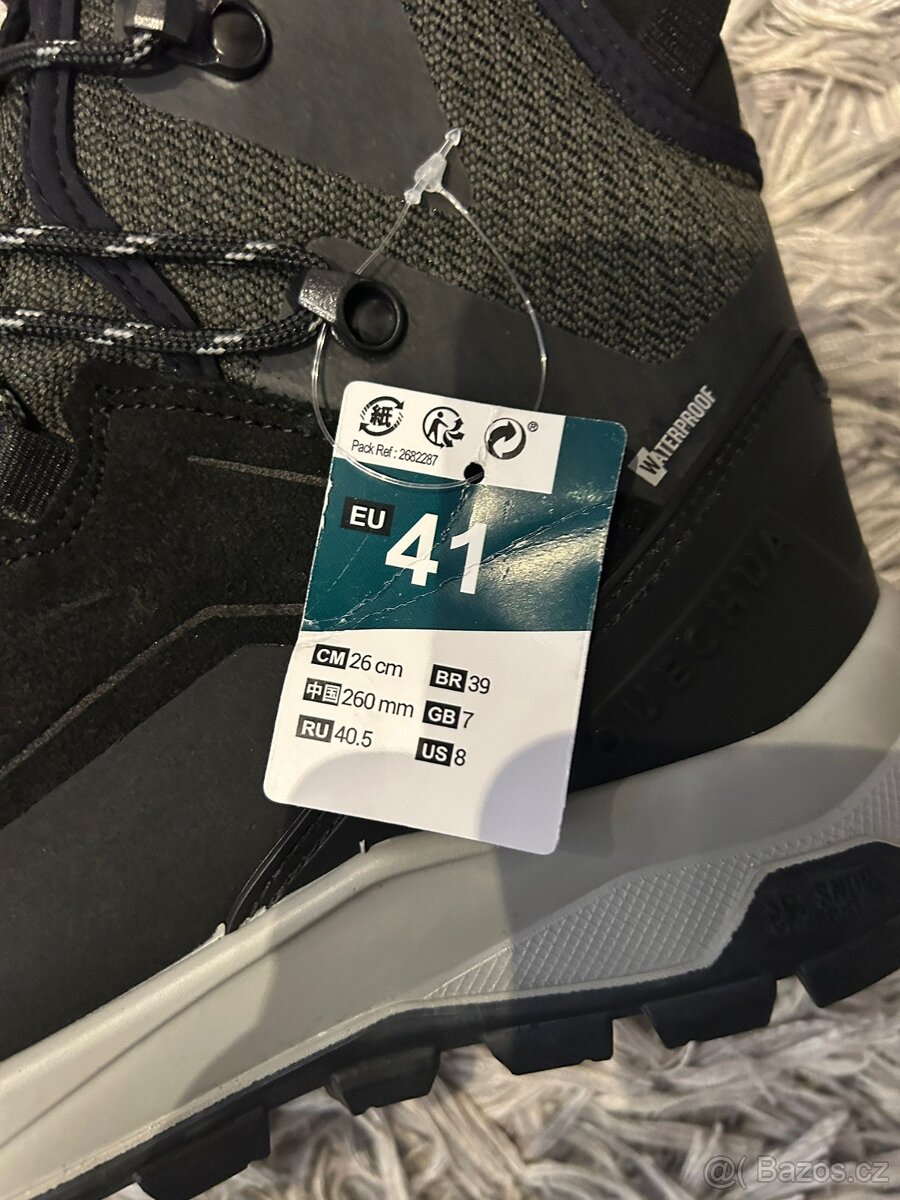 紙
Pack Ref : 2682287
®
EU 41
CM 26 cm
中国 260 mm
RU 40.5
BR 39
GB 7
US 8
WATERPROOF
QUECHUA
SNOW
@( Bazos.cz